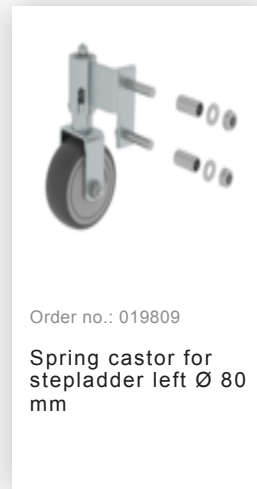 Order no.: 019809
Spring castor for
stepladder left Ø 80
mm